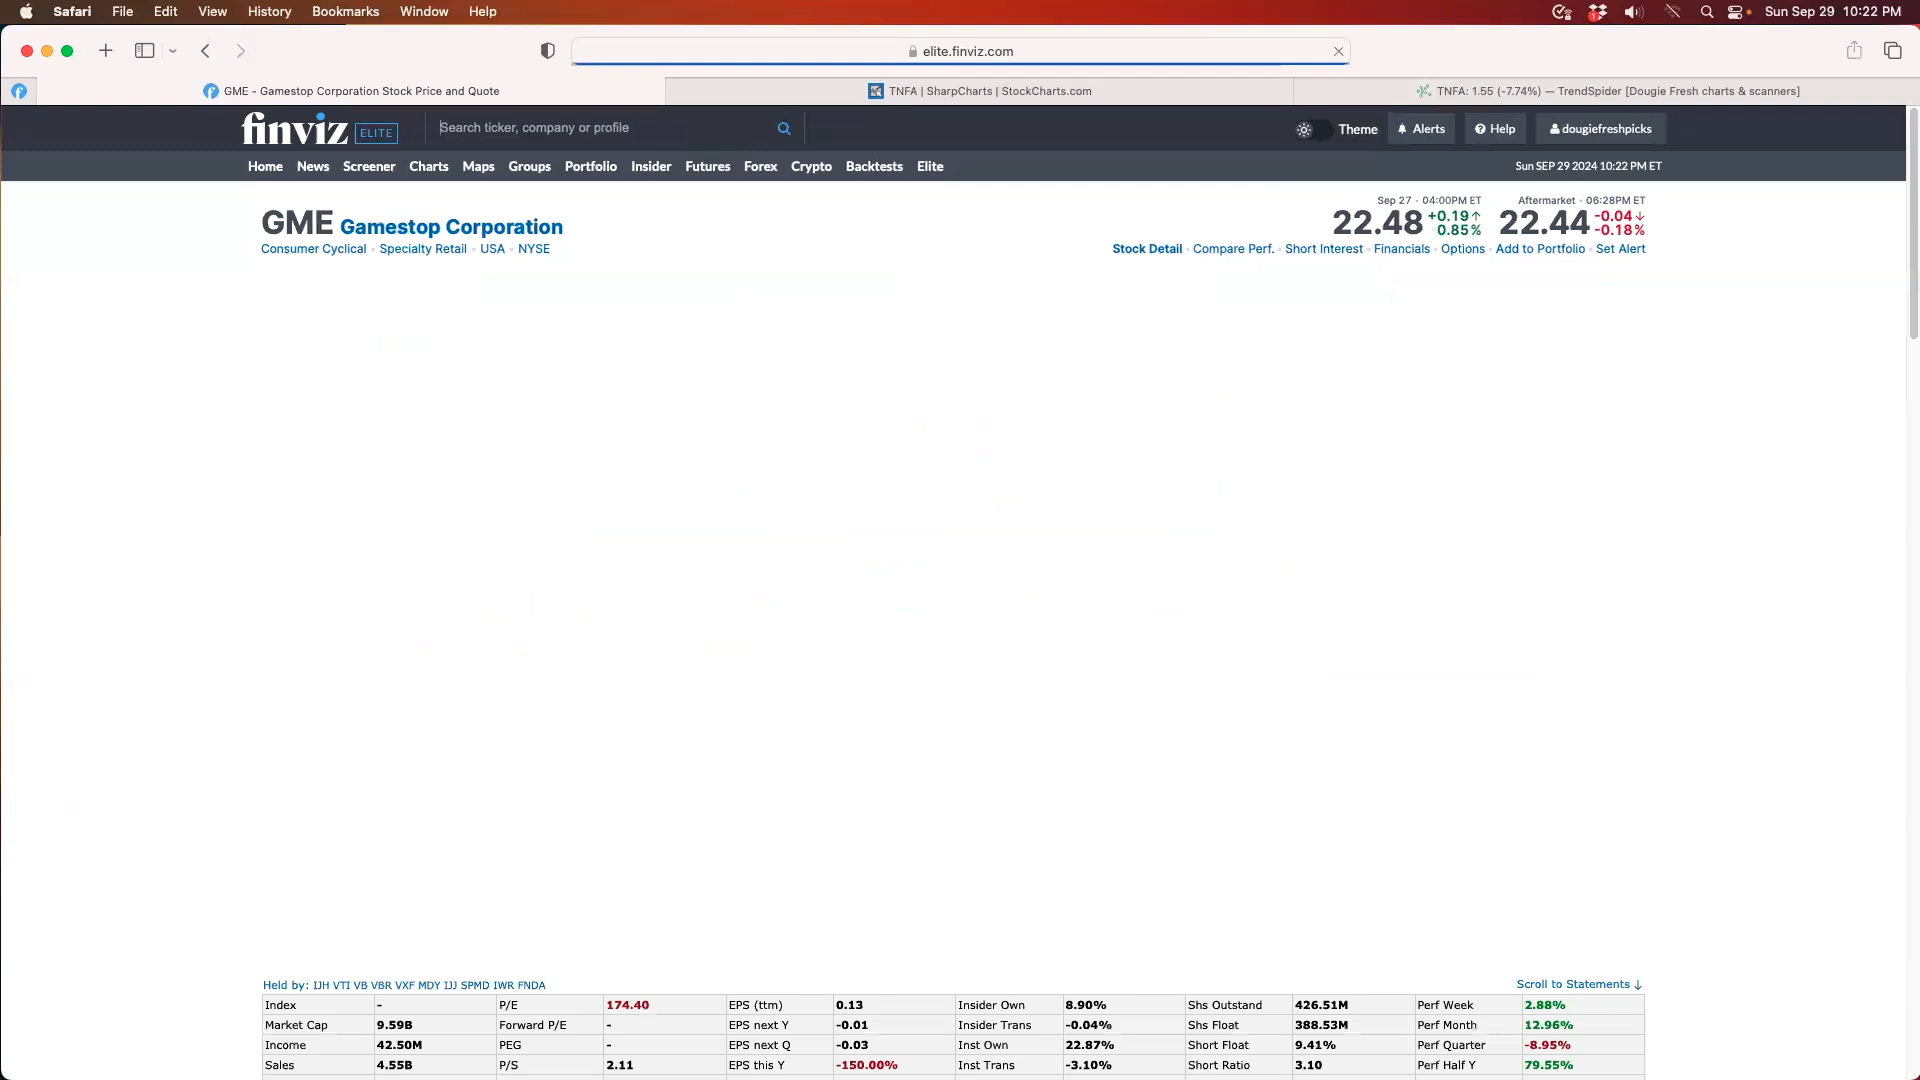 Safari File Edit View History Bookmarks Window Help Sun Sep 29 10:22 PM
elite.finviz.com
GME - Gamestop Corporation Stock Price and Quote TNFA | SharpCharts | StockCharts.com TNFA: 1.55 (-7.74%) — TrendSpider [Dougie Fresh charts & scanners]
finviz ELITE Search ticker, company or profile Theme Alerts Help dougiefreshpicks
Home News Screener Charts Maps Groups Portfolio Insider Futures Forex Crypto Backtests Elite Sun SEP 29 2024 10:22 PM ET
Sep 27 · 04:00PM ET Aftermarket · 06:28PM ET
GME Gamestop Corporation 22.48 +0.19↑ 0.85% 22.44 -0.04↓ -0.18%
Consumer Cyclical • Specialty Retail • USA • NYSE Stock Detail • Compare Perf. • Short Interest • Financials • Options • Add to Portfolio • Set Alert
Held by: IJH VTI VB VBR VXF MDY IJJ SPMD IWR FNDA Scroll to Statements ↓
Index - P/E 174.40 EPS (ttm) 0.13 Insider Own 8.90% Shs Outstand 426.51M Perf Week 2.88%
Market Cap 9.59B Forward P/E - EPS next Y -0.01 Insider Trans -0.04% Shs Float 388.53M Perf Month 12.96%
Income 42.50M PEG - EPS next Q -0.03 Inst Own 22.87% Short Float 9.41% Perf Quarter -8.95%
Sales 4.55B P/S 2.11 EPS this Y -150.00% Inst Trans -3.10% Short Ratio 3.10 Perf Half Y 79.55%